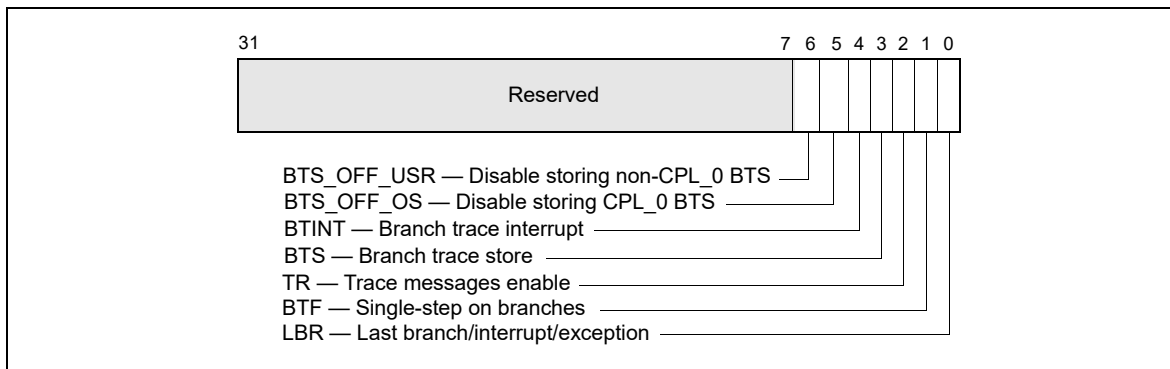 31 7 6 5 4 3 2 1 0
Reserved
BTS_OFF_USR — Disable storing non-CPL_0 BTS
BTS_OFF_OS — Disable storing CPL_0 BTS
BTINT — Branch trace interrupt
BTS — Branch trace store
TR — Trace messages enable
BTF — Single-step on branches
LBR — Last branch/interrupt/exception